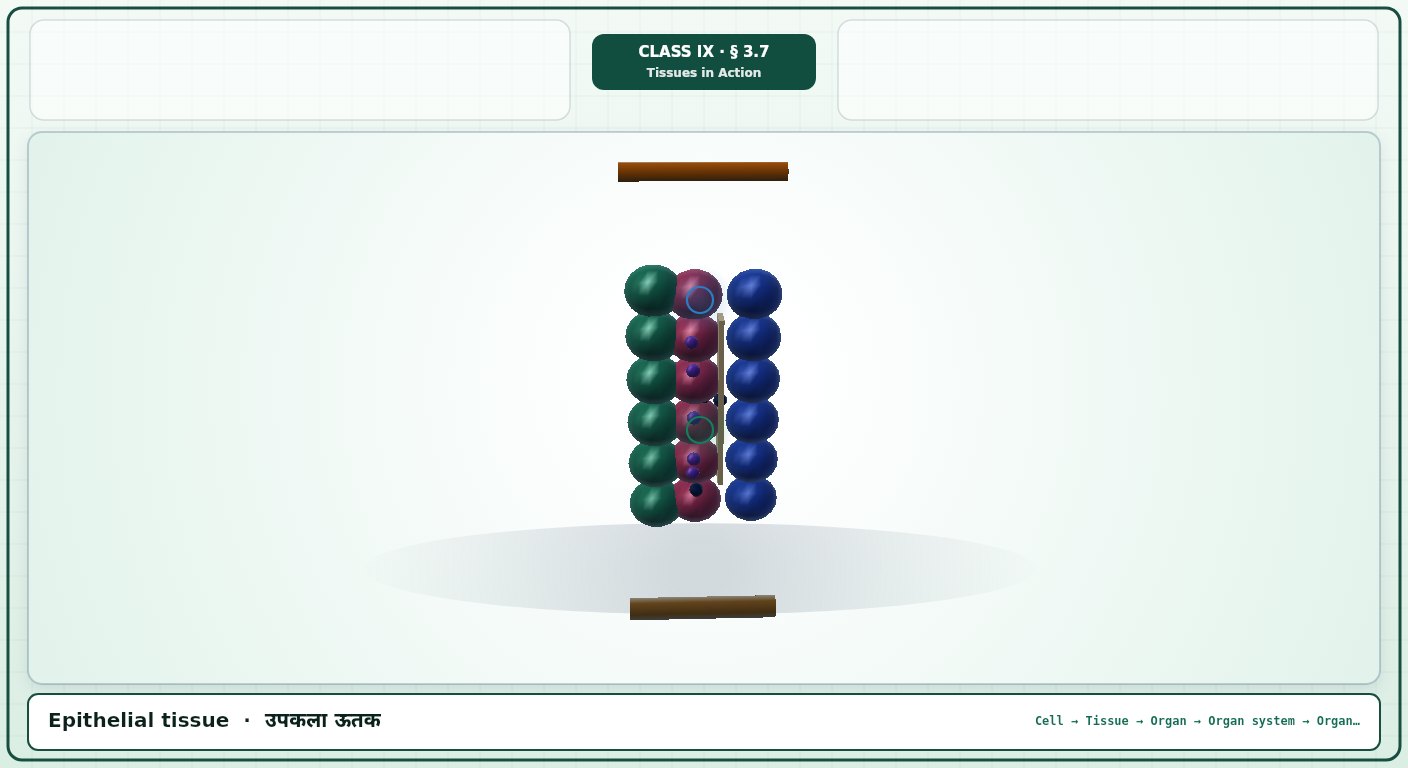 CLASS IX · § 3.7
Tissues in Action
Epithelial tissue · उपकला ऊतक
Cell → Tissue → Organ → Organ system → Organ…